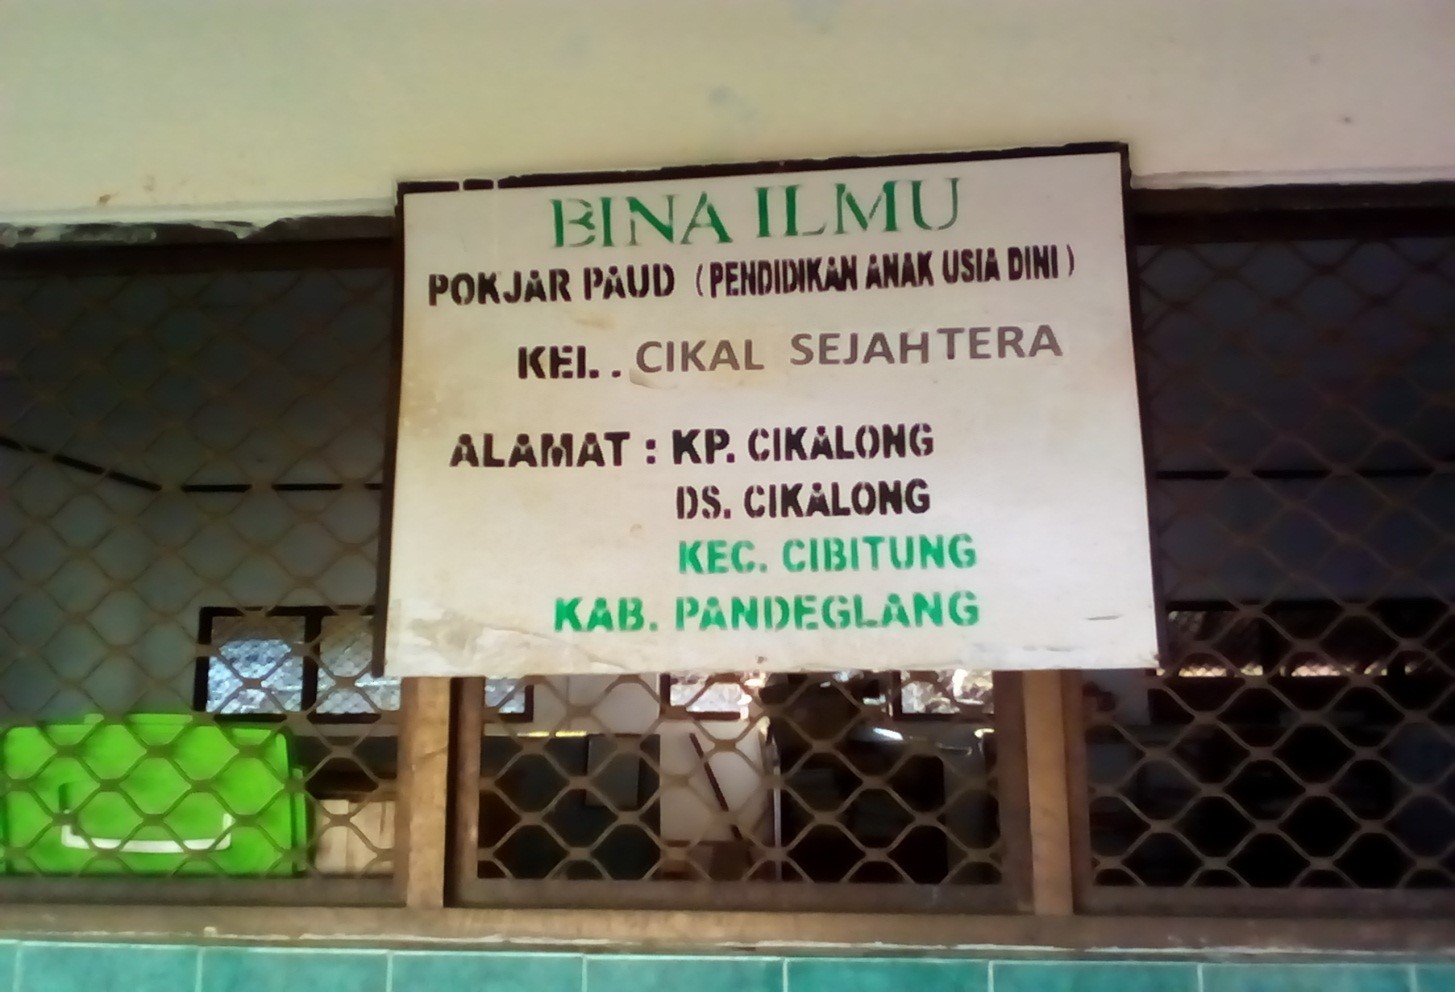 BINA ILMU
POKJAR PAUD (PENDIDIKAN ANAK USIA DINI)
KEL. . CIKAL SEJAHTERA
ALAMAT : KP. CIKALONG
DS. CIKALONG
KEC. CIBITUNG
KAB. PANDEGLANG